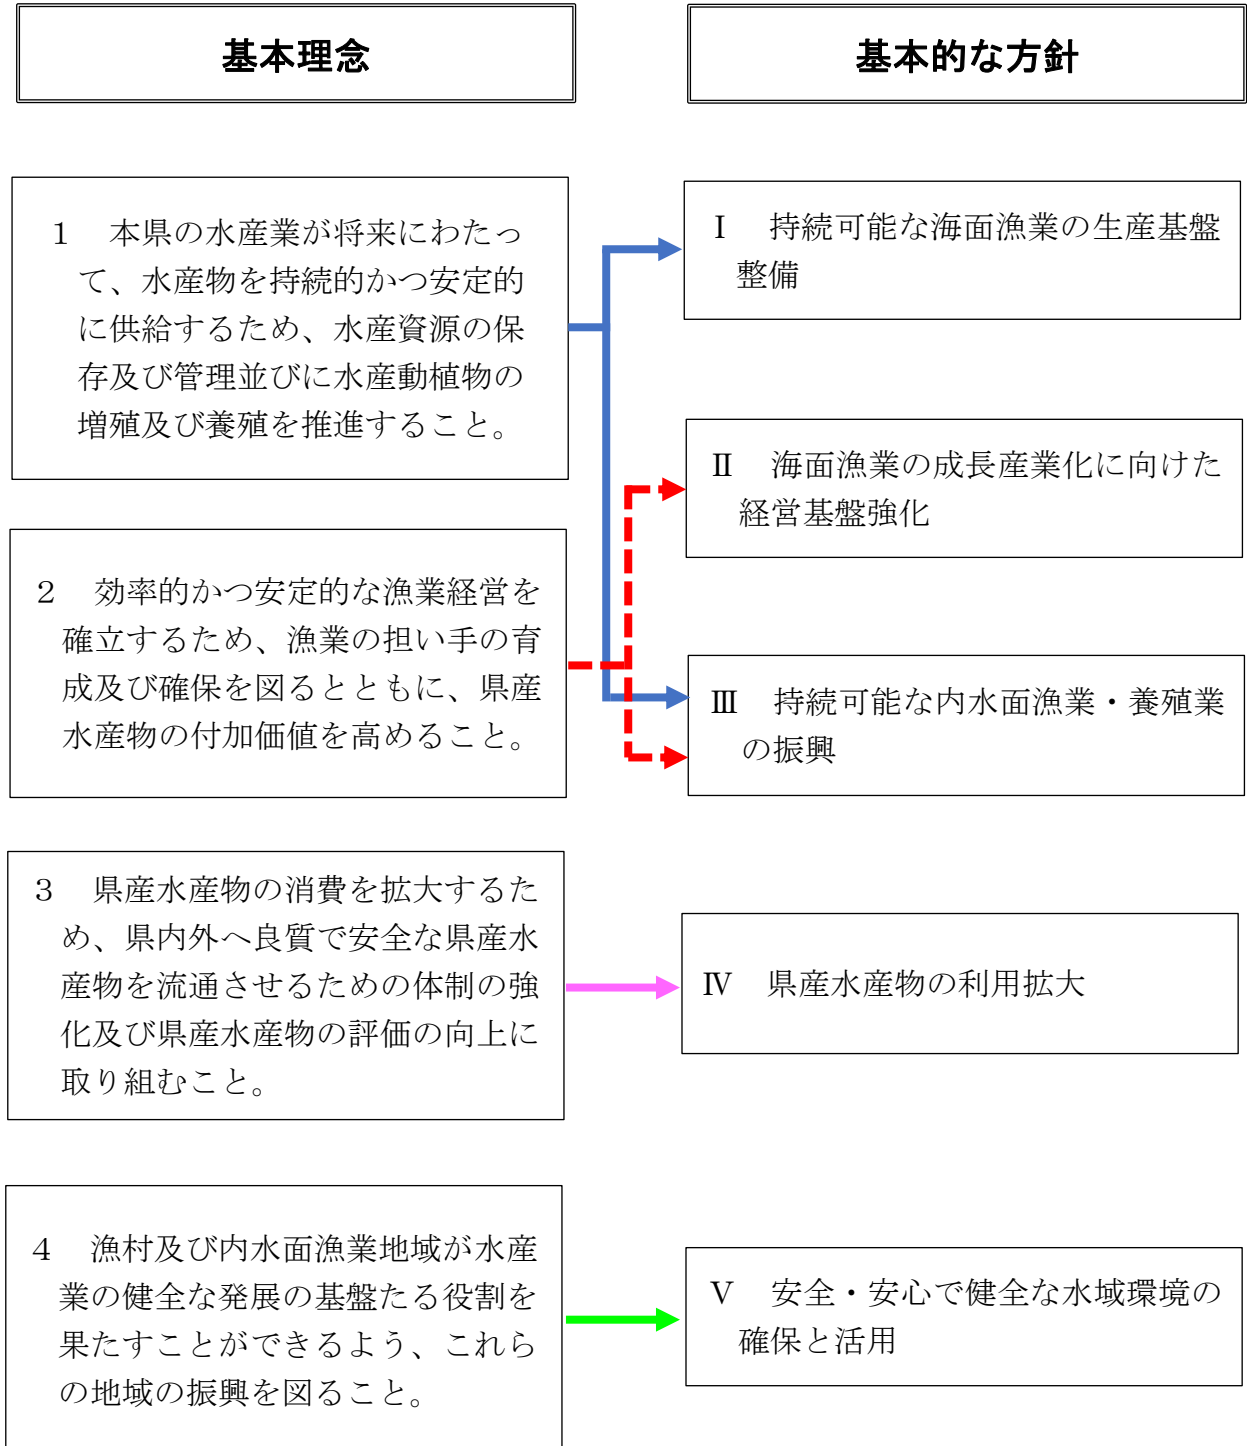 基本理念
基本的な方針
１　本県の水産業が将来にわたっ
て、水産物を持続的かつ安定的
に供給するため、水産資源の保
存及び管理並びに水産動植物の
増殖及び養殖を推進すること。
２　効率的かつ安定的な漁業経営を
確立するため、漁業の担い手の育
成及び確保を図るとともに、県産
水産物の付加価値を高めること。
３　県産水産物の消費を拡大するた
め、県内外へ良質で安全な県産水
産物を流通させるための体制の強
化及び県産水産物の評価の向上に
取り組むこと。
４　漁村及び内水面漁業地域が水産
業の健全な発展の基盤たる役割を
果たすことができるよう、これら
の地域の振興を図ること。
Ⅰ　持続可能な海面漁業の生産基盤
整備
Ⅱ　海面漁業の成長産業化に向けた
経営基盤強化
Ⅲ　持続可能な内水面漁業・養殖業
の振興
Ⅳ　県産水産物の利用拡大
Ⅴ　安全・安心で健全な水域環境の
確保と活用